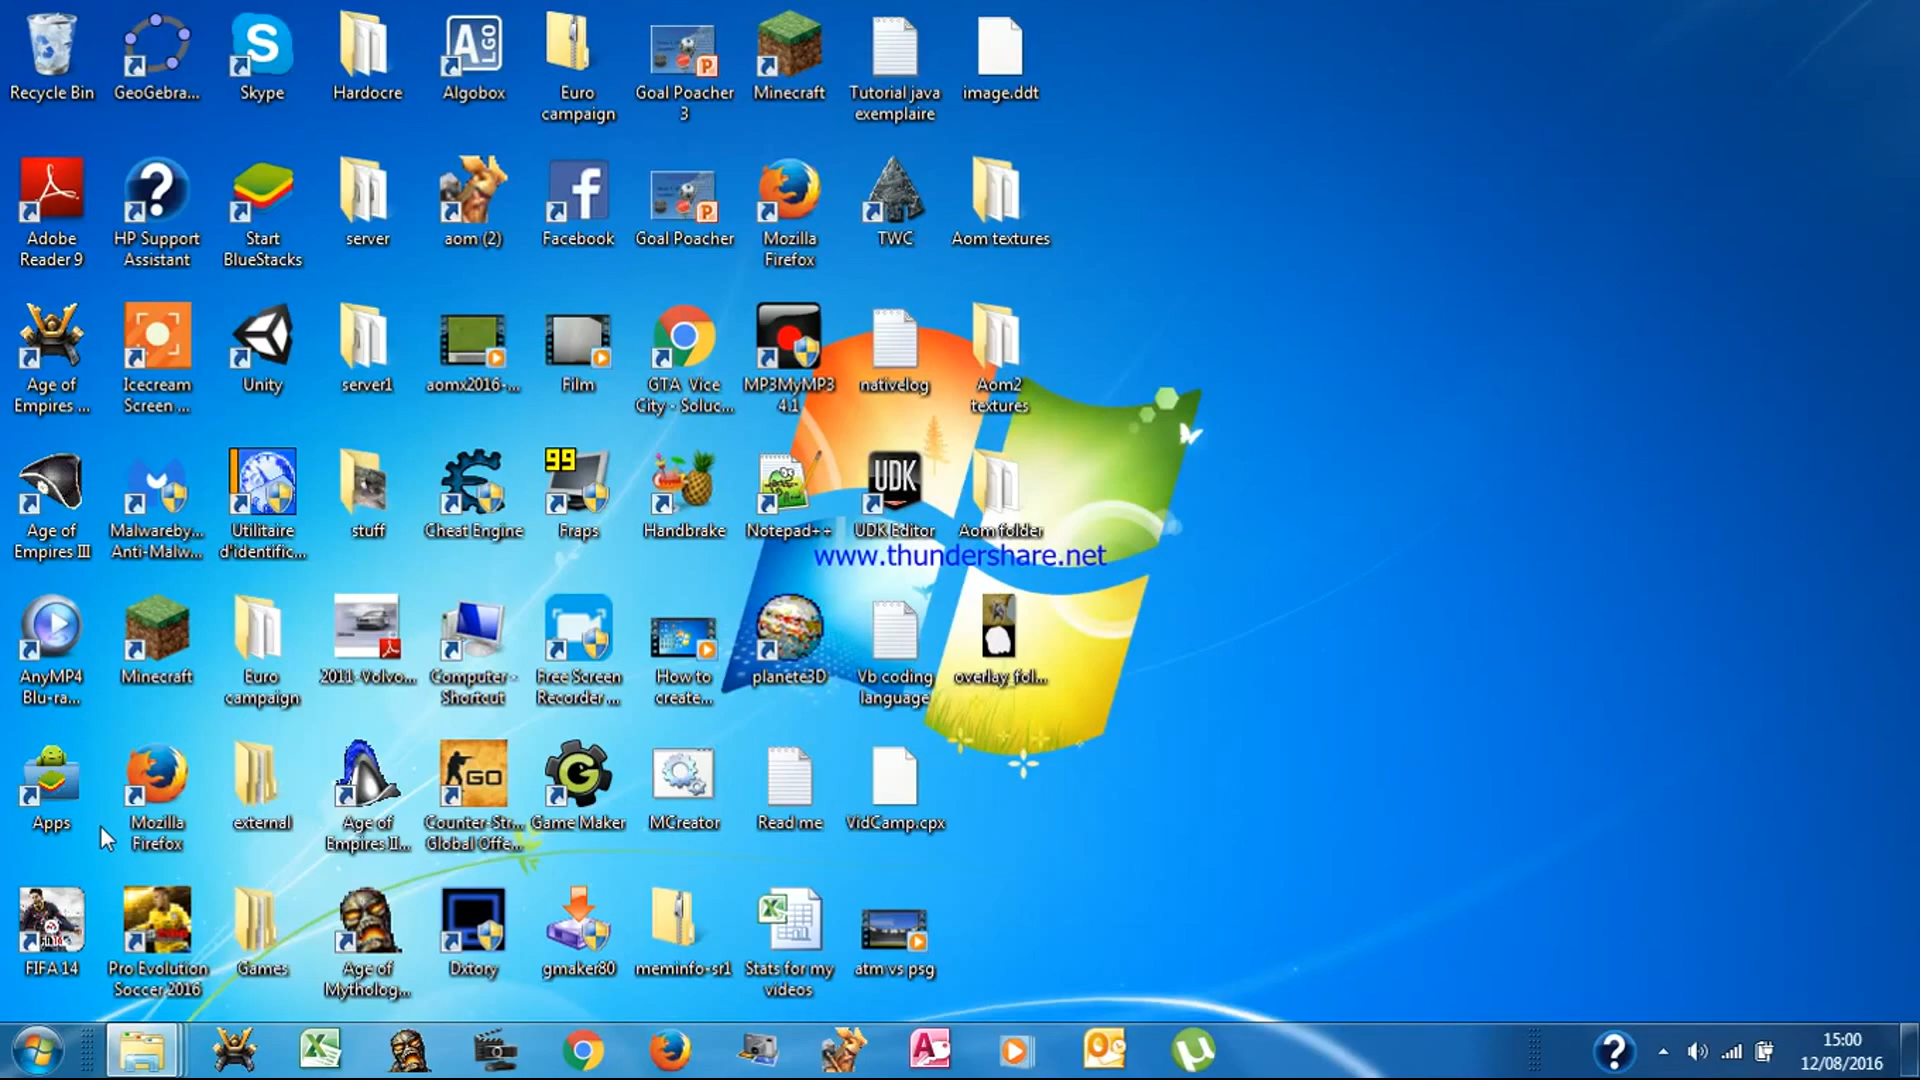 Recycle Bin
GeoGebra...
Skype
Hardocre
Algobox
Euro
campaign
Goal Poacher
3
Minecraft
Tutorial java
exemplaire
image.ddt
Adobe
Reader 9
HP Support
Assistant
Start
BlueStacks
server
aom (2)
Facebook
Goal Poacher
Mozilla
Firefox
TWC
Aom textures
Age of
Empires ...
Icecream
Screen ...
Unity
server1
aomx2016-...
Film
GTA Vice
City - Soluc...
MP3MyMP3
4.1
nativelog
Aom2
textures
Age of
Empires III
Malwareby...
Anti-Malw...
Utilitaire
d'identific...
stuff
Cheat Engine
99
Fraps
Handbrake
Notepad++
UDK
UDK Editor
Aom folder
www.thundershare.net
AnyMP4
Blu-ra...
Minecraft
Euro
campaign
2011-Volvo...
Computer -
Shortcut
Free Screen
Recorder ...
How to
create...
planete3D
Vb coding
language
overlay_fol...
Apps
Mozilla
Firefox
external
Age of
Empires II...
GO
Counter-Str...
Global Offe...
Game Maker
MCreator
Read me
VidCamp.cpx
FIFA 14
Pro Evolution
Soccer 2016
Games
Age of
Mytholog...
Dxtory
gmaker80
meminfo-sr1
Stats for my
videos
atm vs psg
15:00
12/08/2016